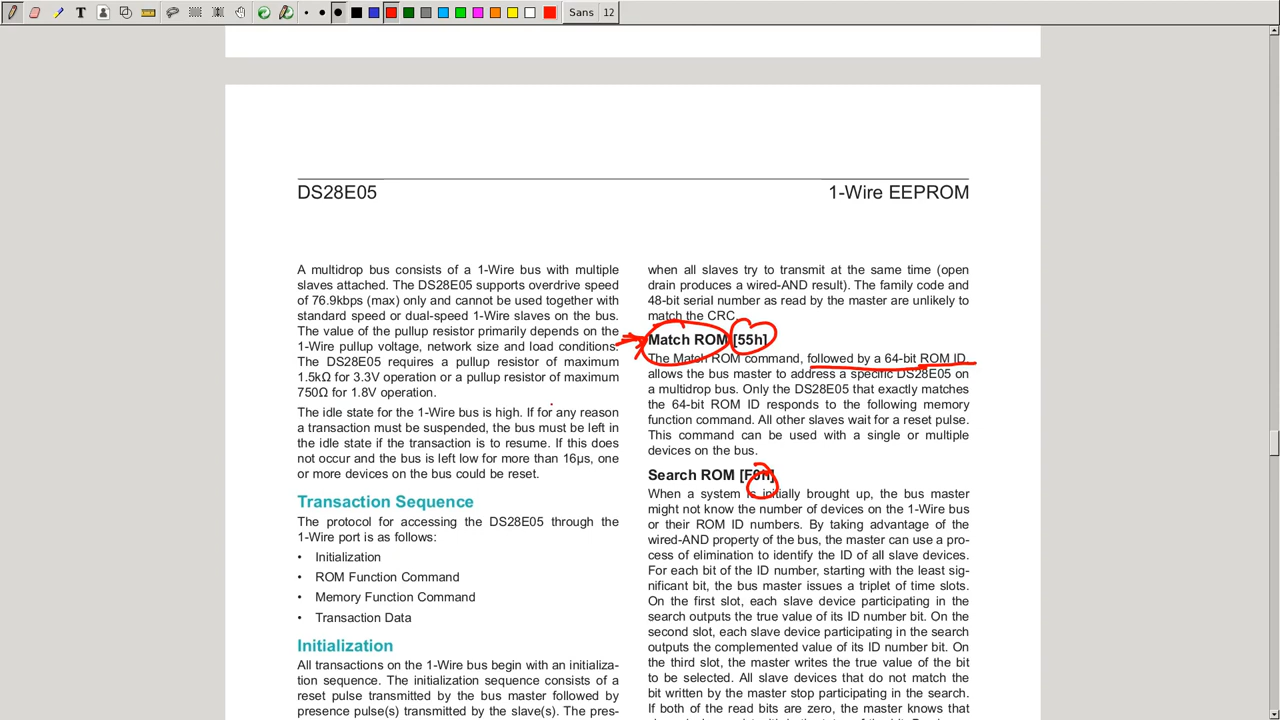 Sans 12
DS28E05 1-Wire EEPROM
A multidrop bus consists of a 1-Wire bus with multiple
slaves attached. The DS28E05 supports overdrive speed
of 76.9kbps (max) only and cannot be used together with
standard speed or dual-speed 1-Wire slaves on the bus.
The value of the pullup resistor primarily depends on the
1-Wire pullup voltage, network size and load conditions.
The DS28E05 requires a pullup resistor of maximum
1.5kΩ for 3.3V operation or a pullup resistor of maximum
750Ω for 1.8V operation.
The idle state for the 1-Wire bus is high. If for any reason
a transaction must be suspended, the bus must be left in
the idle state if the transaction is to resume. If this does
not occur and the bus is left low for more than 16µs, one
or more devices on the bus could be reset.
Transaction Sequence
The protocol for accessing the DS28E05 through the
1-Wire port is as follows:
• Initialization
• ROM Function Command
• Memory Function Command
• Transaction Data
Initialization
All transactions on the 1-Wire bus begin with an initializa-
tion sequence. The initialization sequence consists of a
reset pulse transmitted by the bus master followed by
presence pulse(s) transmitted by the slave(s). The pres-
when all slaves try to transmit at the same time (open
drain produces a wired-AND result). The family code and
48-bit serial number as read by the master are unlikely to
match the CRC.
Match ROM [55h]
The Match ROM command, followed by a 64-bit ROM ID,
allows the bus master to address a specific DS28E05 on
a multidrop bus. Only the DS28E05 that exactly matches
the 64-bit ROM ID responds to the following memory
function command. All other slaves wait for a reset pulse.
This command can be used with a single or multiple
devices on the bus.
Search ROM [F0h]
When a system is initially brought up, the bus master
might not know the number of devices on the 1-Wire bus
or their ROM ID numbers. By taking advantage of the
wired-AND property of the bus, the master can use a pro-
cess of elimination to identify the ID of all slave devices.
For each bit of the ID number, starting with the least sig-
nificant bit, the bus master issues a triplet of time slots.
On the first slot, each slave device participating in the
search outputs the true value of its ID number bit. On the
second slot, each slave device participating in the search
outputs the complemented value of its ID number bit. On
the third slot, the master writes the true value of the bit
to be selected. All slave devices that do not match the
bit written by the master stop participating in the search.
If both of the read bits are zero, the master knows that